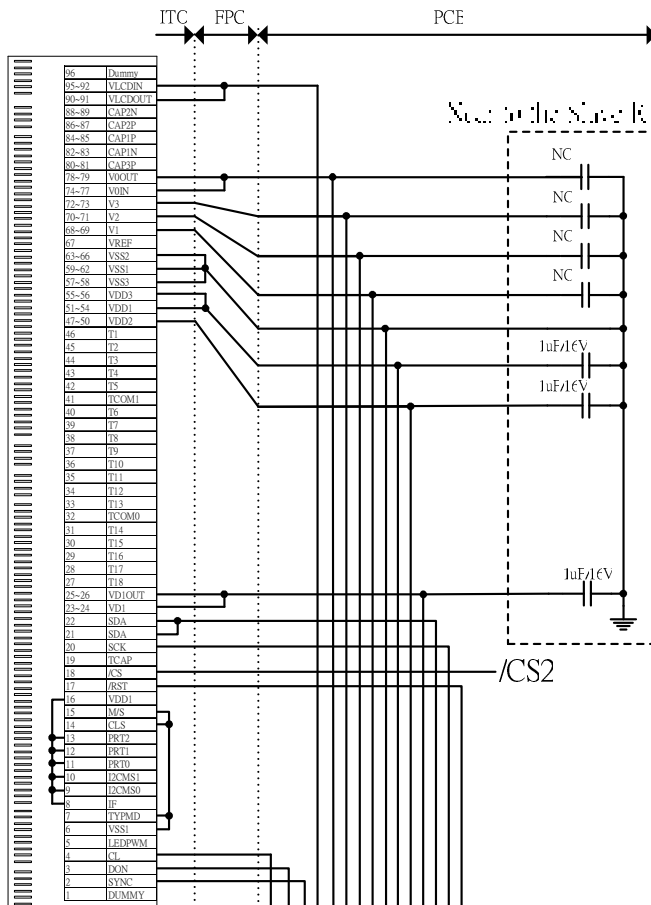 ITC FPC PCB
96 Dummy
95~92 VLCDIN
90~91 VLCDOUT
88~89 CAP2N
86~87 CAP2P
84~85 CAP1P
82~83 CAP1N
80~81 CAP3P
78~79 V0OUT
74~77 V0IN
72~73 V3
70~71 V2
68~69 V1
67 VREF
63~66 VSS2
59~62 VSS1
57~58 VSS3
55~56 VDD3
51~54 VDD1
47~50 VDD2
46 T1
45 T2
44 T3
43 T4
42 T5
41 TCOM1
40 T6
39 T7
38 T8
37 T9
36 T10
35 T11
34 T12
33 T13
32 TCOM0
31 T14
30 T15
29 T16
28 T17
27 T18
25~26 VD1OUT
23~24 VD1
22 SDA
21 SDA
20 SCK
19 TCAP
18 /CS
17 /RST
16 VDD1
15 M/S
14 CLS
13 PRT2
12 PRT1
11 PRT0
10 I2CMS1
9 I2CMS0
8 IF
7 TYPMD
6 VSS1
5 LEDPWM
4 CL
3 DON
2 SYNC
1 DUMMY
NC
NC
NC
NC
1uF/16V
1uF/16V
1uF/16V
/CS2